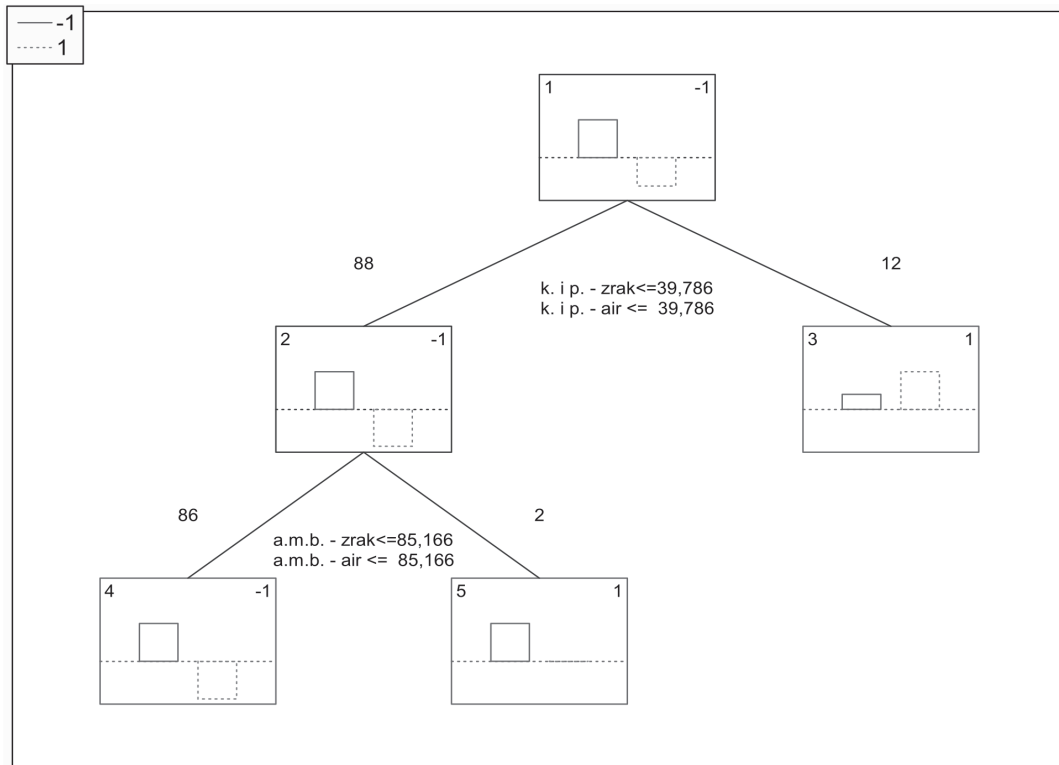 -1
1
1 -1
88 12
k. i p. - zrak<=39,786
k. i p. - air <= 39,786
2 -1
3 1
86 2
a.m.b. - zrak<=85,166
a.m.b. - air <= 85,166
4 -1
5 1